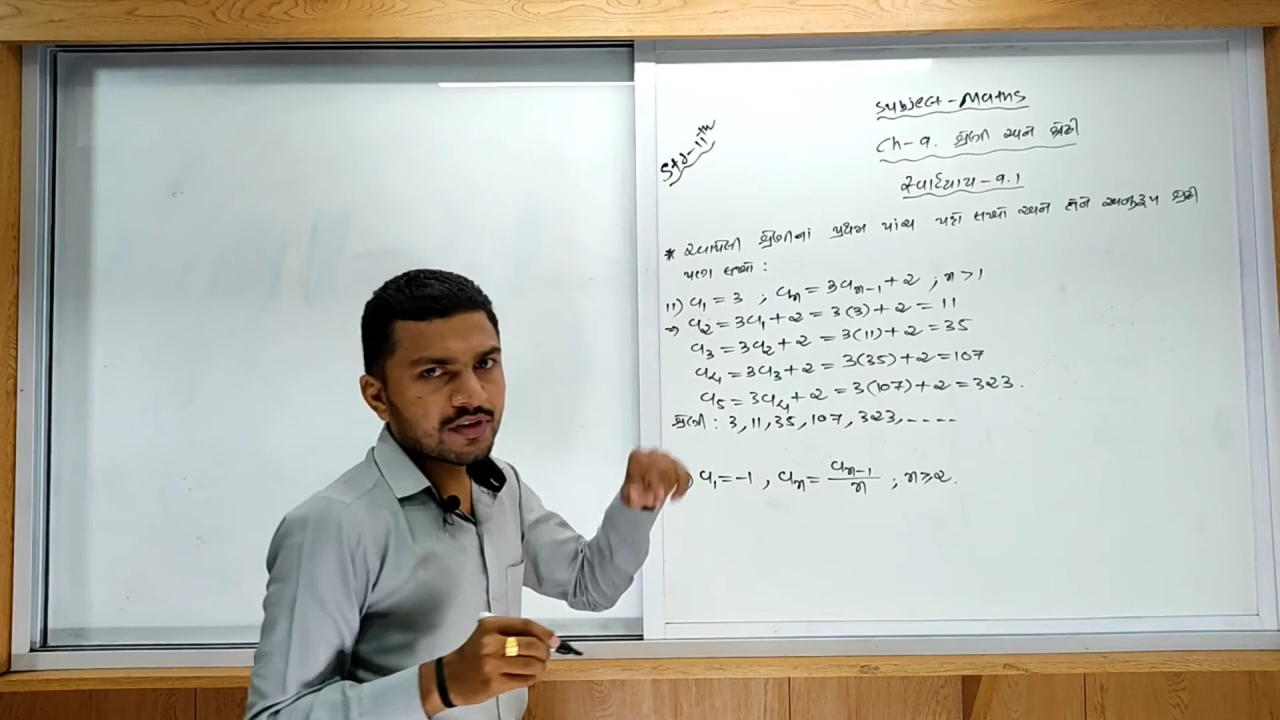 Std-11th
Subject-Maths
Ch-9. શ્રેણી અને શ્રેઢી
સ્વાધ્યાય-9.1
* આપેલી શ્રેણીનાં પ્રથમ પાંચ પદો લખો અને તેને અનુરૂપ શ્રેઢી
પણ લખો :
11) a₁ = 3 ; aₙ = 3aₙ₋₁ + 2 ; n > 1
⇒ a₂ = 3a₁ + 2 = 3(3) + 2 = 11
a₃ = 3a₂ + 2 = 3(11) + 2 = 35
a₄ = 3a₃ + 2 = 3(35) + 2 = 107
a₅ = 3a₄ + 2 = 3(107) + 2 = 323.
શ્રેણી : 3, 11, 35, 107, 323, ....
) a₁ = -1 , aₙ = aₙ₋₁/n ; n ≥ 2.